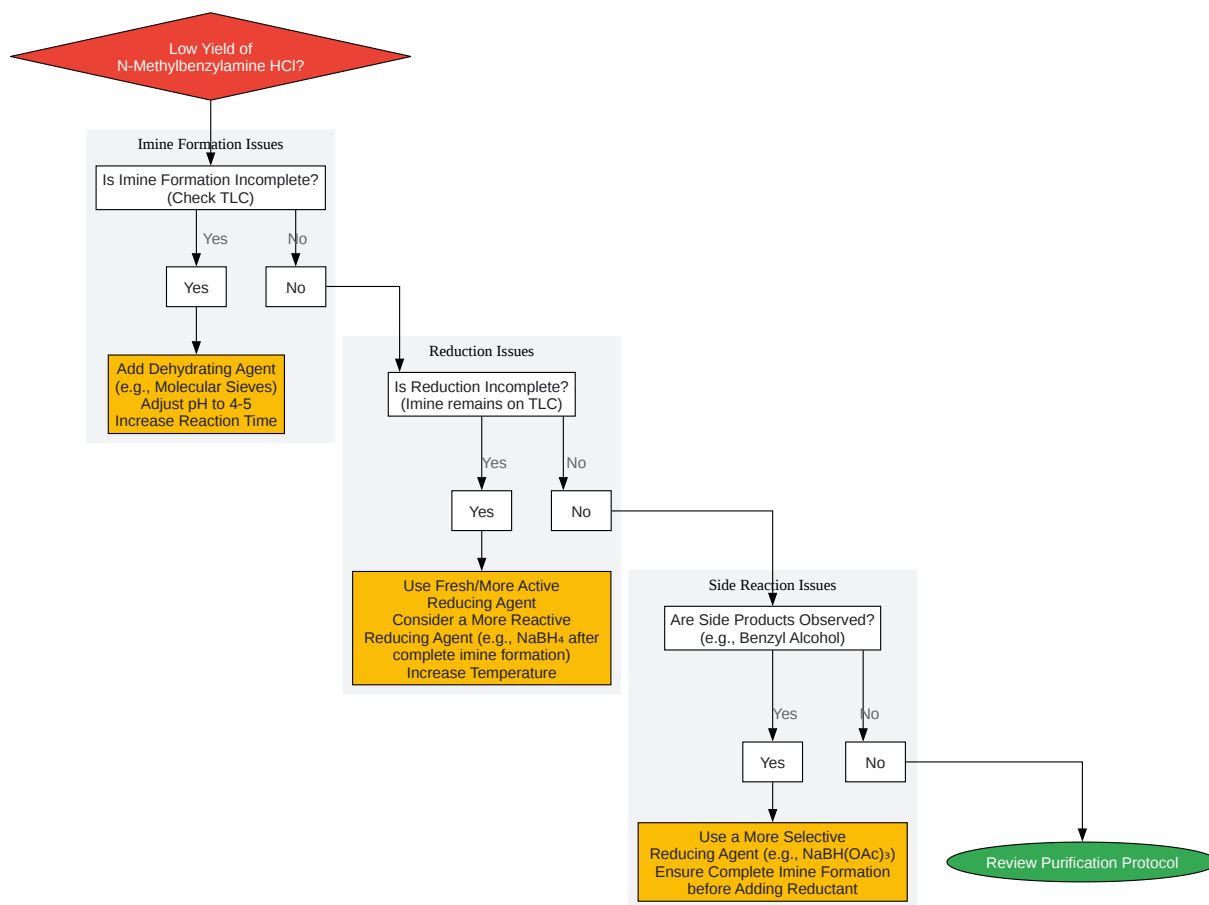 Low Yield of
N-Methylbenzylamine HCl?
Imine Formation Issues
Is Imine Formation Incomplete?
(Check TLC)
Yes
No
Yes
No
Add Dehydrating Agent
(e.g., Molecular Sieves)
Adjust pH to 4-5
Increase Reaction Time
Reduction Issues
Is Reduction Incomplete?
(Imine remains on TLC)
Yes
No
Yes
No
Use Fresh/More Active
Reducing Agent
Consider a More Reactive
Reducing Agent (e.g., NaBH₄ after
complete imine formation)
Increase Temperature
Side Reaction Issues
Are Side Products Observed?
(e.g., Benzyl Alcohol)
Yes
No
Yes
No
Use a More Selective
Reducing Agent (e.g., NaBH(OAc)₃)
Ensure Complete Imine Formation
before Adding Reductant
Review Purification Protocol